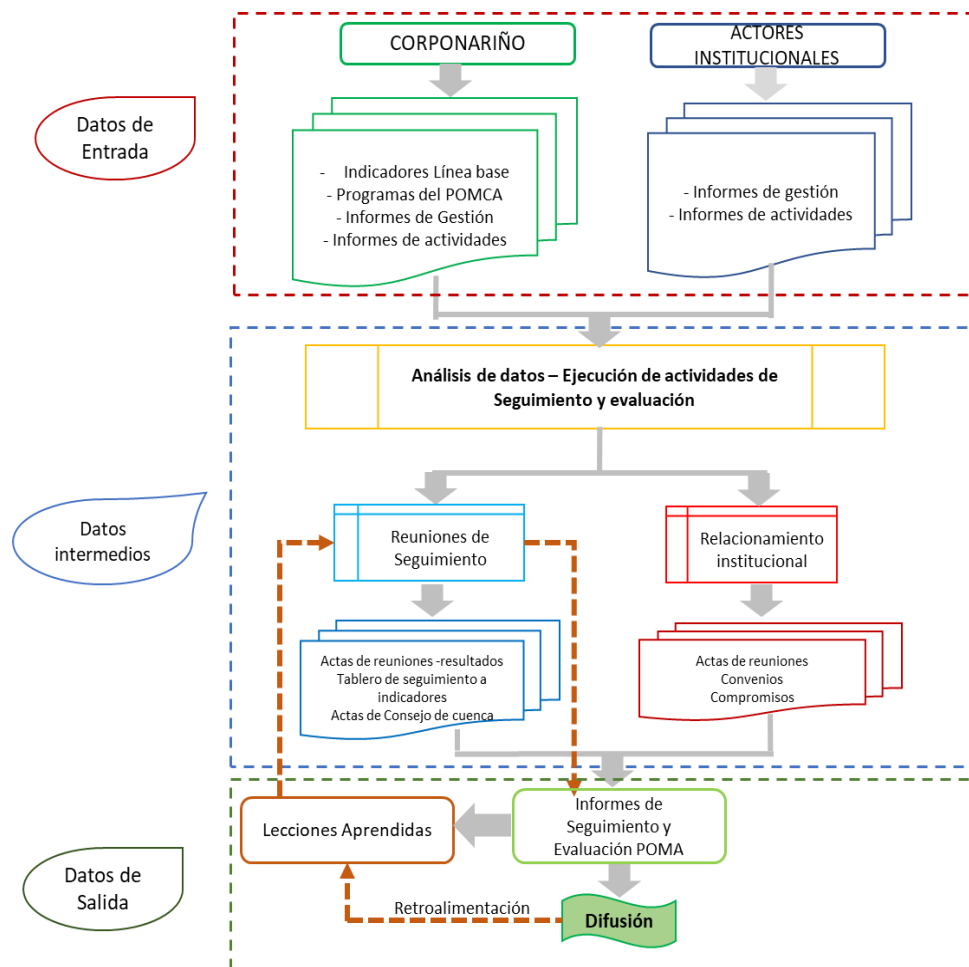 CORPONARIÑO
ACTORES
INSTITUCIONALES
Datos de
Entrada
- Indicadores Línea base
- Programas del POMCA
- Informes de Gestión
- Informes de actividades
- Informes de gestión
- Informes de actividades
Análisis de datos – Ejecución de actividades de
Seguimiento y evaluación
Datos
intermedios
Reuniones de
Seguimiento
Relacionamiento
institucional
Actas de reuniones -resultados
Tablero de seguimiento a
indicadores
Actas de Consejo de cuenca
Actas de reuniones
Convenios
Compromisos
Datos de
Salida
Lecciones Aprendidas
Informes de
Seguimiento y
Evaluación POMA
Retroalimentación
Difusión